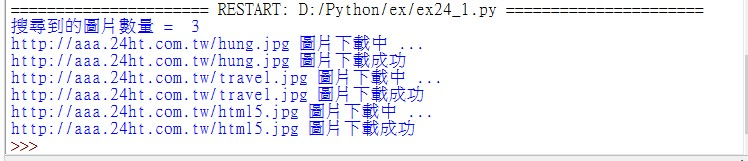 ===================== RESTART: D:/Python/ex/ex24_1.py =====================
搜尋到的圖片數量 =  3
http://aaa.24ht.com.tw/hung.jpg 圖片下載中 ...
http://aaa.24ht.com.tw/hung.jpg 圖片下載成功
http://aaa.24ht.com.tw/travel.jpg 圖片下載中 ...
http://aaa.24ht.com.tw/travel.jpg 圖片下載成功
http://aaa.24ht.com.tw/html5.jpg 圖片下載中 ...
http://aaa.24ht.com.tw/html5.jpg 圖片下載成功
>>>